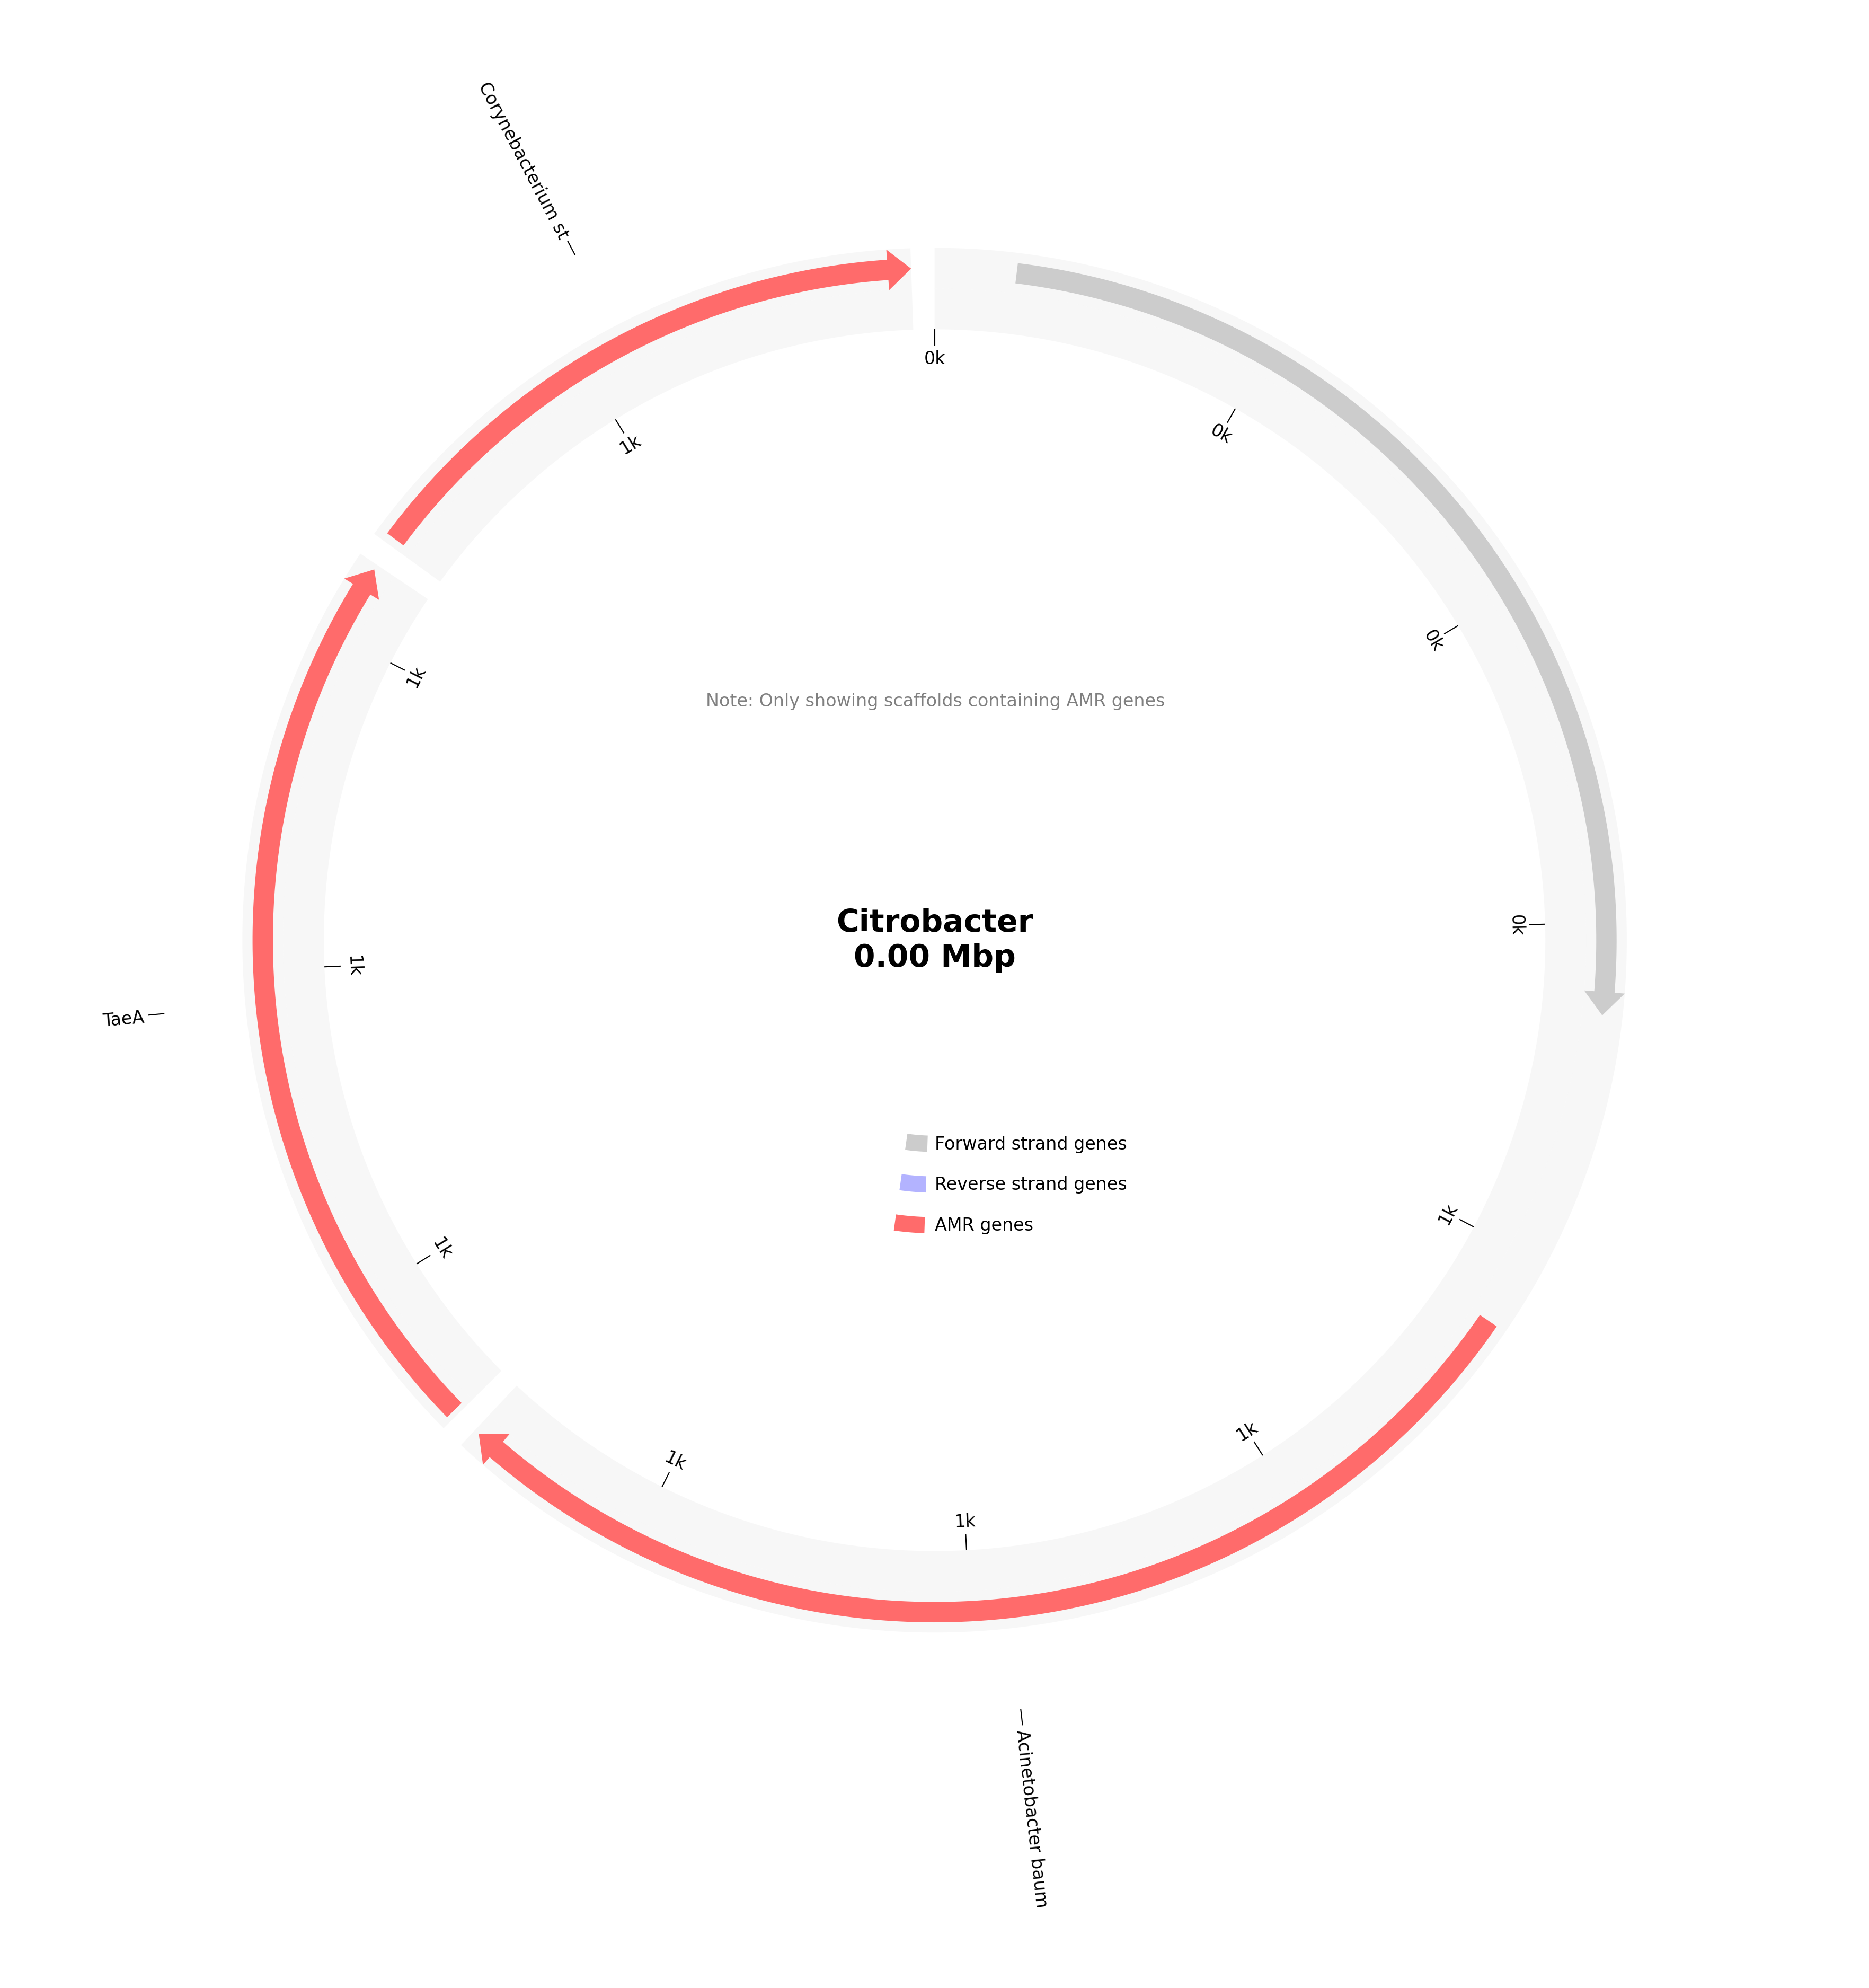 Corynebacterium st
0k
0k
1k
0k
1k
Note: Only showing scaffolds containing AMR genes
Citrobacter
0.00 Mbp
0k
1k
TaeA
Forward strand genes
Reverse strand genes
AMR genes
1k
1k
1k
1k
1k
Acinetobacter baum